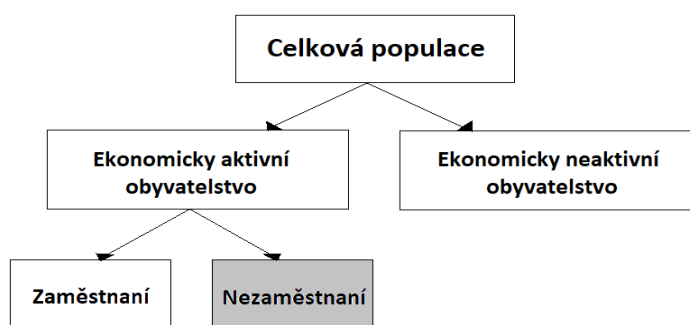 Celková populace
Ekonomicky aktivní
obyvatelstvo
Ekonomicky neaktivní
obyvatelstvo
Zaměstnaní
Nezaměstnaní